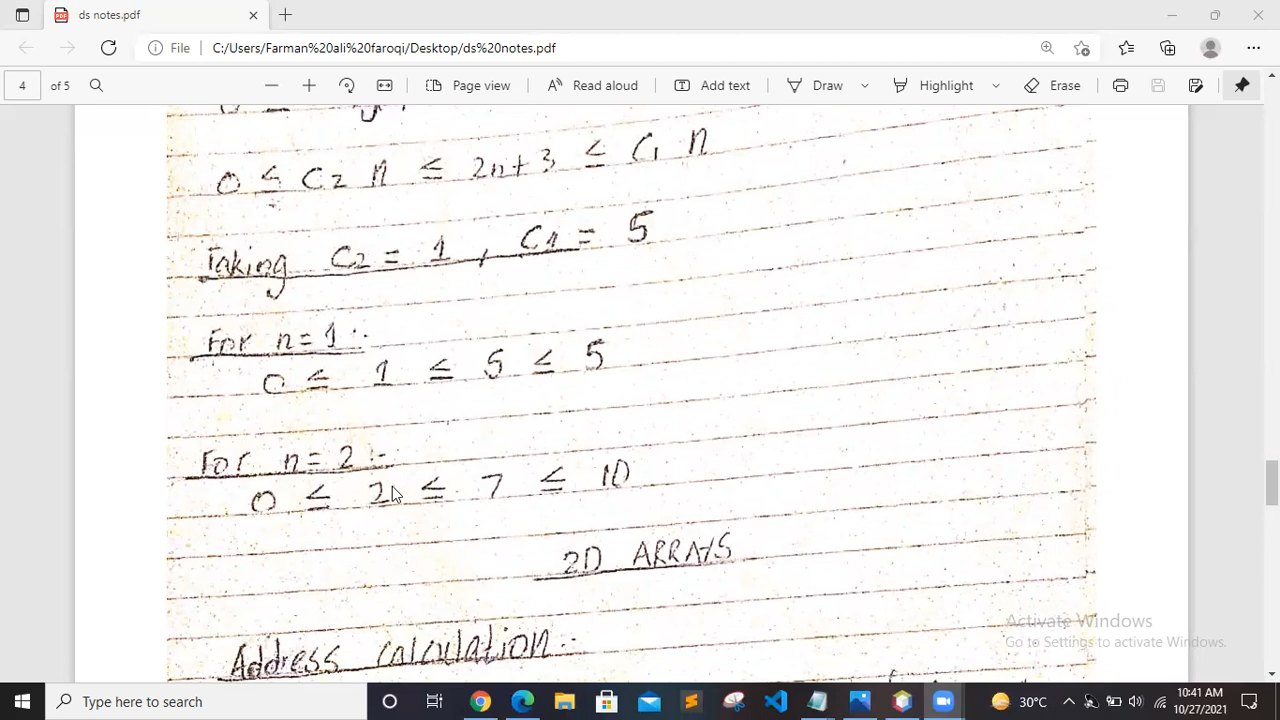 ds notes.pdf
File C:/Users/Farman%20ali%20faroqi/Desktop/ds%20notes.pdf
4 of 5 Page view Read aloud Add text Draw Highlight Erase
0 ≤ C2 n ≤ 2n+3 ≤ C1 n
Taking C2 = 1, C1 = 5
For n=1 :-
0 ≤ 1 ≤ 5 ≤ 5
For n=2 :-
0 ≤ 2 ≤ 7 ≤ 10
2D ARRAYS
Address calculation :-
Activate Windows
Go to Settings to activate Windows.
Type here to search
30°
10:41 AM
10/27/2021